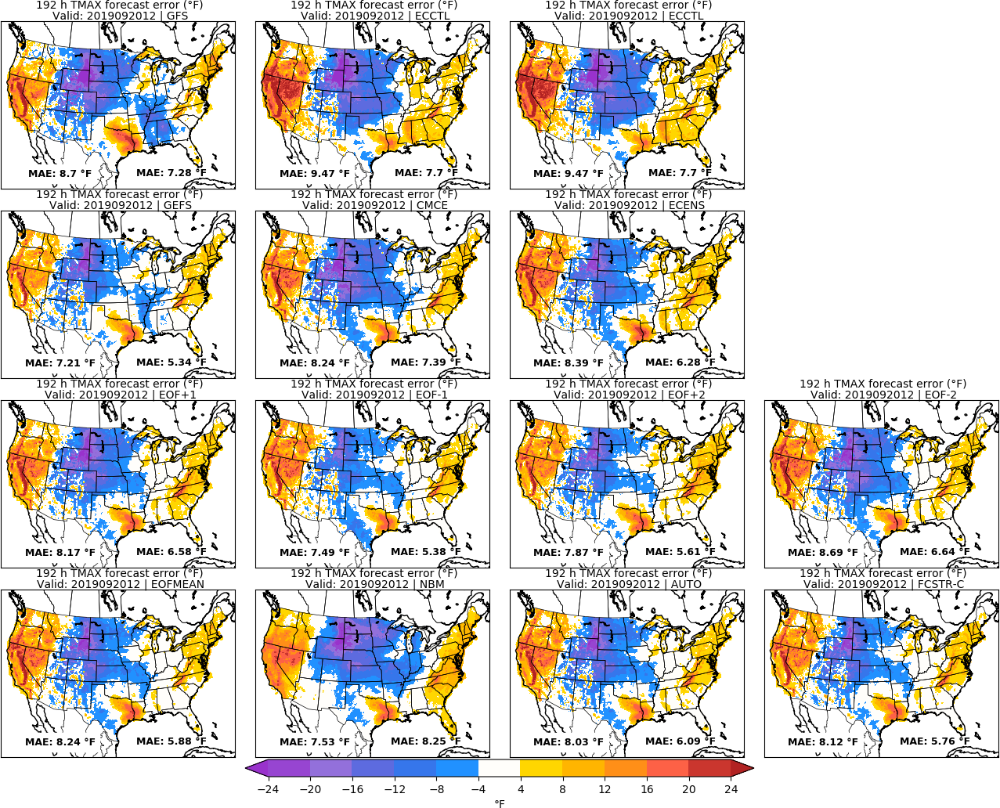 192 h TMAX forecast error (°F)
Valid: 2019092012 | GFS
MAE: 8.7 °F
MAE: 7.28 °F
192 h TMAX forecast error (°F)
Valid: 2019092012 | ECCTL
MAE: 9.47 °F
MAE: 7.7 °F
192 h TMAX forecast error (°F)
Valid: 2019092012 | ECCTL
MAE: 9.47 °F
MAE: 7.7 °F
192 h TMAX forecast error (°F)
Valid: 2019092012 | GEFS
MAE: 7.21 °F
MAE: 5.34 °F
192 h TMAX forecast error (°F)
Valid: 2019092012 | CMCE
MAE: 8.24 °F
MAE: 7.39 °F
192 h TMAX forecast error (°F)
Valid: 2019092012 | ECENS
MAE: 8.39 °F
MAE: 6.28 °F
192 h TMAX forecast error (°F)
Valid: 2019092012 | EOF+1
MAE: 8.17 °F
MAE: 6.58 °F
192 h TMAX forecast error (°F)
Valid: 2019092012 | EOF-1
MAE: 7.49 °F
MAE: 5.38 °F
192 h TMAX forecast error (°F)
Valid: 2019092012 | EOF+2
MAE: 7.87 °F
MAE: 5.61 °F
192 h TMAX forecast error (°F)
Valid: 2019092012 | EOF-2
MAE: 8.69 °F
MAE: 6.64 °F
192 h TMAX forecast error (°F)
Valid: 2019092012 | EOFMEAN
MAE: 8.24 °F
MAE: 5.88 °F
192 h TMAX forecast error (°F)
Valid: 2019092012 | NBM
MAE: 7.53 °F
MAE: 8.25 °F
192 h TMAX forecast error (°F)
Valid: 2019092012 | AUTO
MAE: 8.03 °F
MAE: 6.09 °F
192 h TMAX forecast error (°F)
Valid: 2019092012 | FCSTR-C
MAE: 8.12 °F
MAE: 5.76 °F
−24 −20 −16 −12 −8 −4 4 8 12 16 20 24
°F